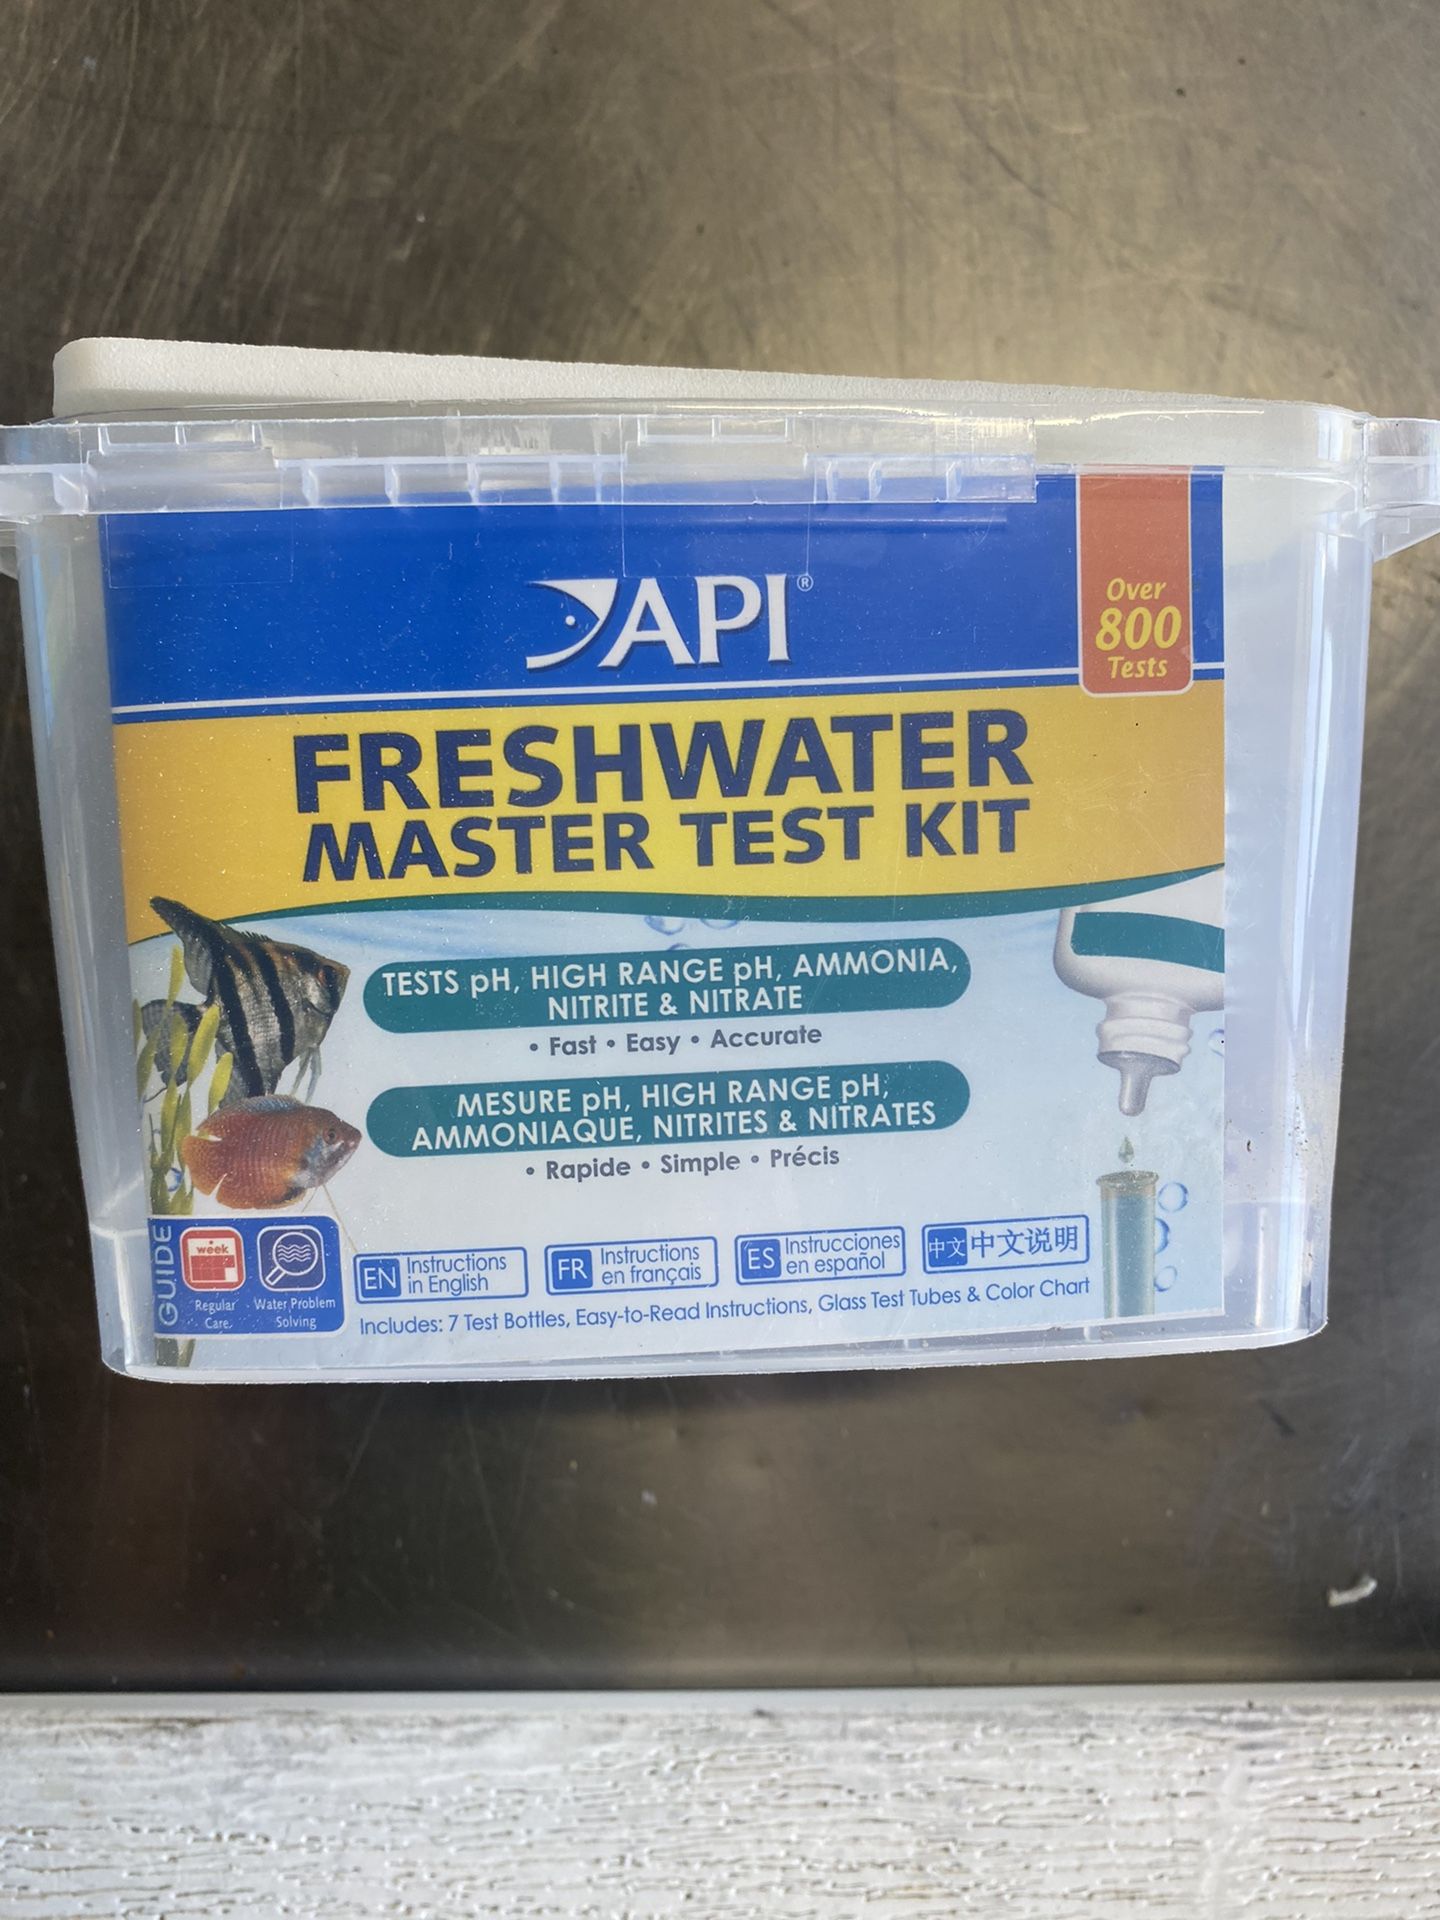 API®
Over
800
Tests
FRESHWATER
MASTER TEST KIT
TESTS pH, HIGH RANGE pH, AMMONIA,
NITRITE & NITRATE
• Fast • Easy • Accurate
MESURE pH, HIGH RANGE pH,
AMMONIAQUE, NITRITES & NITRATES
• Rapide • Simple • Précis
GUIDE
week
Regular
Care
Water Problem
Solving
EN Instructions
in English
FR Instructions
en français
ES Instrucciones
en español
中文 中文说明
Includes: 7 Test Bottles, Easy-to-Read Instructions, Glass Test Tubes & Color Chart